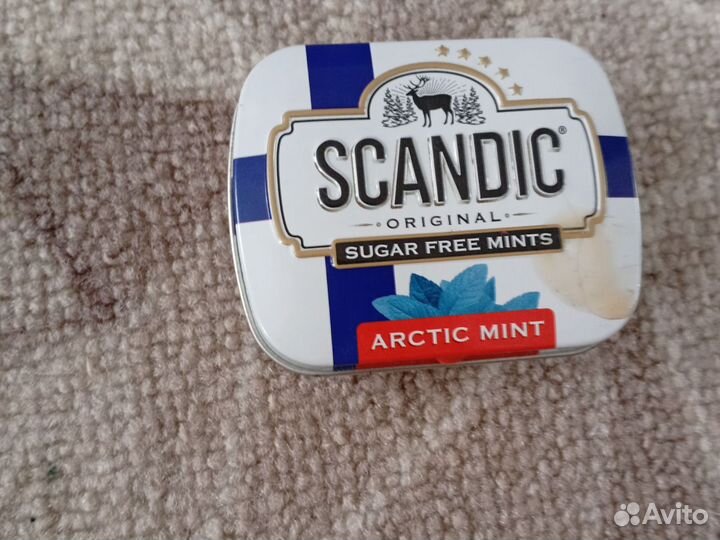 SCANDIC®
ORIGINAL
SUGAR FREE MINTS
ARCTIC MINT
Avito